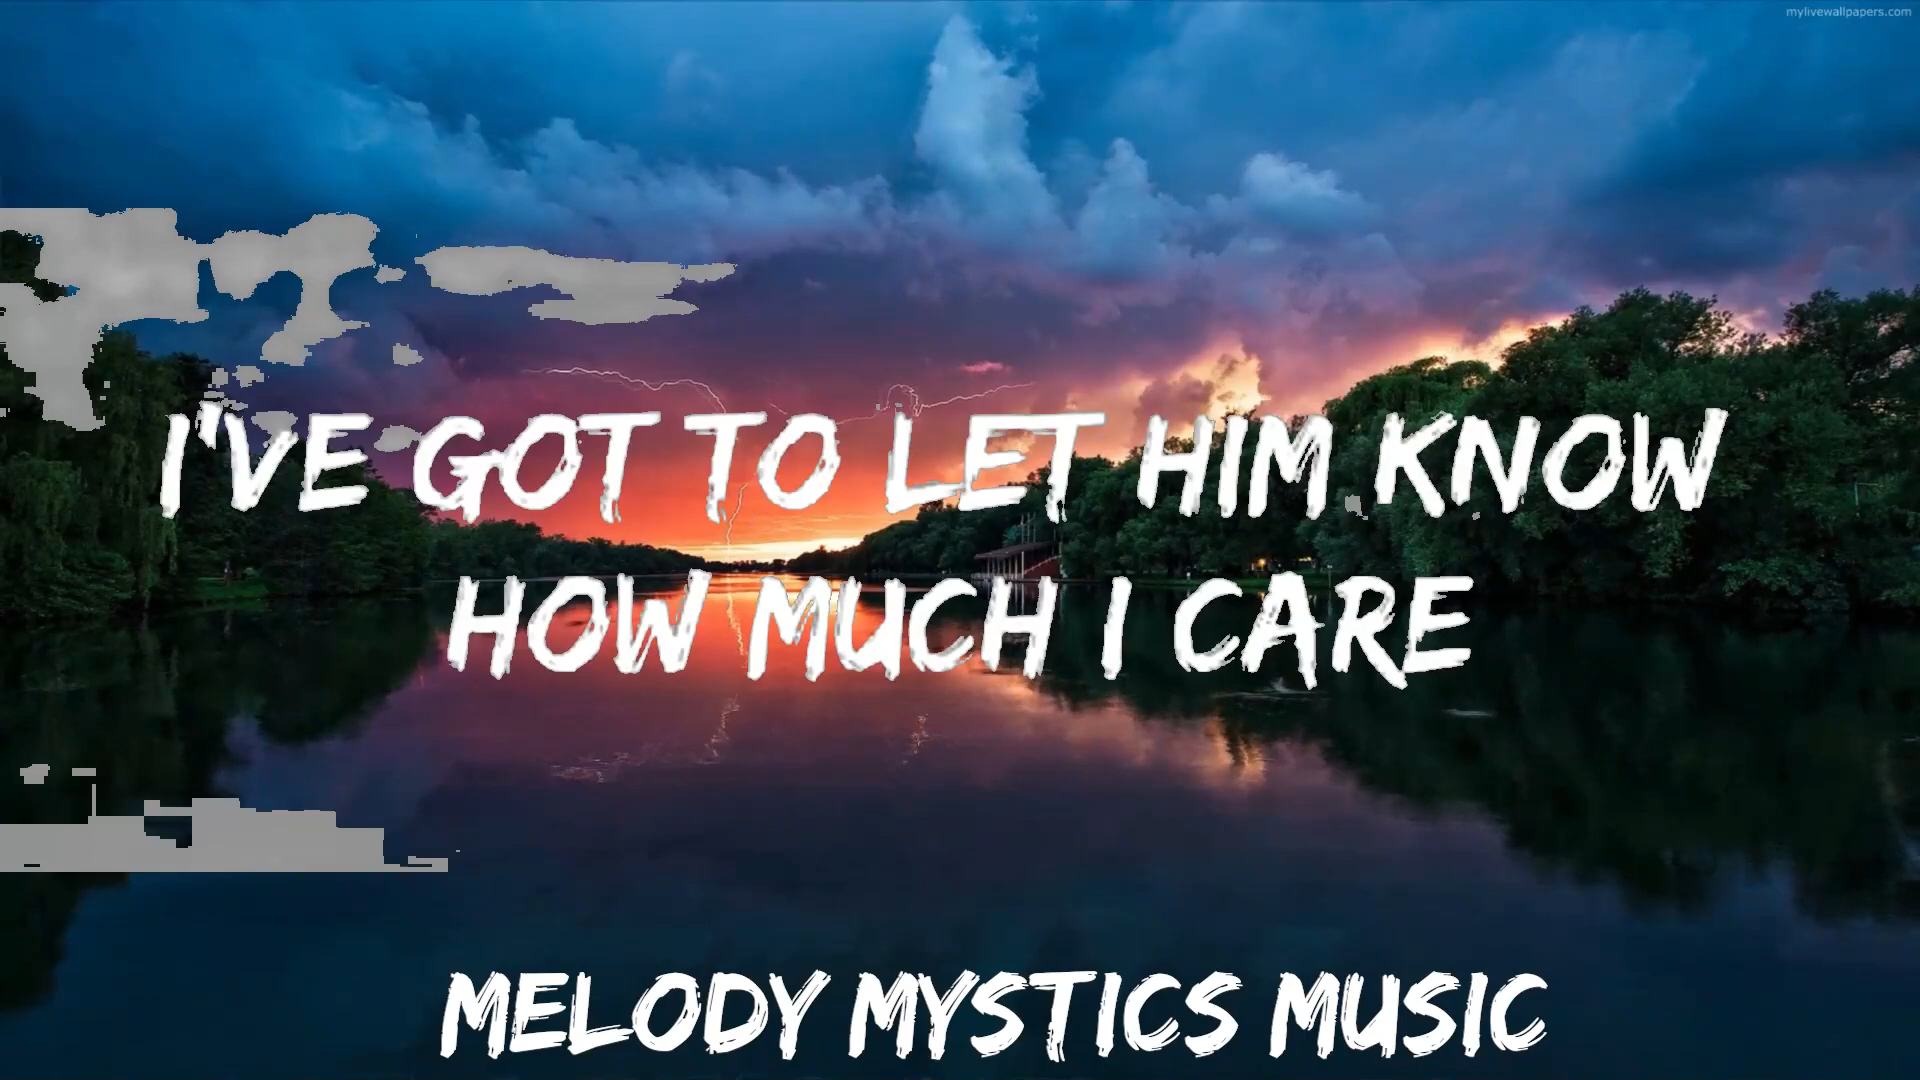 mylivewallpapers.com
I'VE GOT TO LET HIM KNOW
HOW MUCH I CARE
MELODY MYSTICS MUSIC